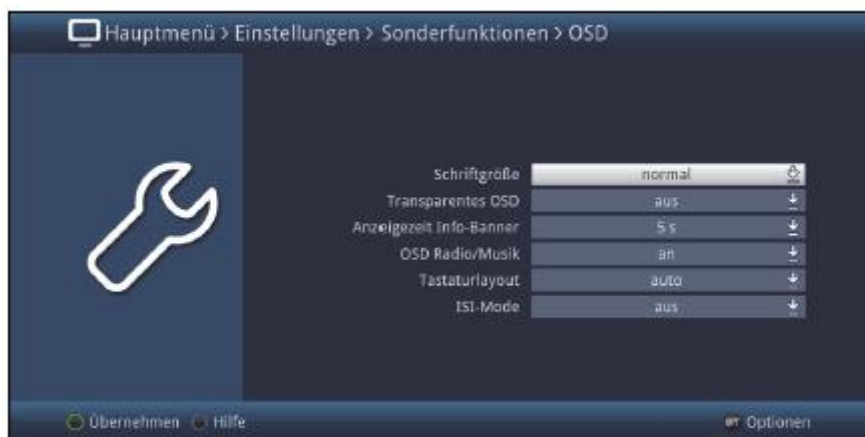 Hauptmenü > Einstellungen > Sonderfunktionen > OSD
Schriftgröße normal
Transparentes OSD aus
Anzeigezeit Info-Banner 5 s
OSD Radio/Musik an
Tastaturlayout auto
ISI-Mode aus
Übernehmen Hilfe OPT Optionen